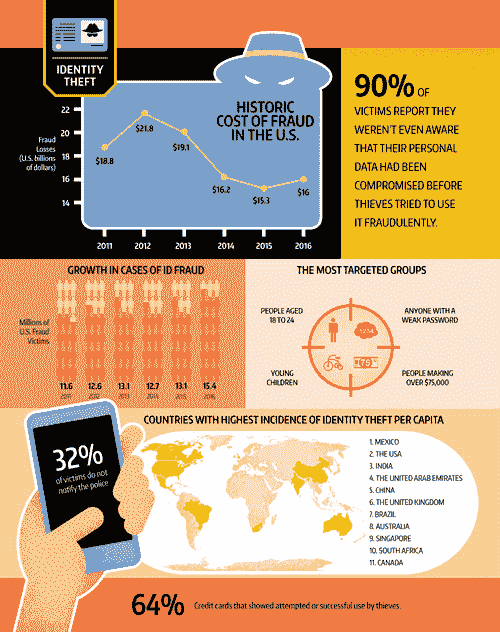 IDENTITY
THEFT
HISTORIC
COST OF FRAUD
IN THE U.S.
Fraud
Losses
(U.S. billions
of dollars)
22
20
18
16
14
$18.8
$21.8
$19.1
$16.2
$15.3
$16
2011
2012
2013
2014
2015
2016
90% OF
VICTIMS REPORT THEY
WEREN'T EVEN AWARE
THAT THEIR PERSONAL
DATA HAD BEEN
COMPROMISED BEFORE
THIEVES TRIED TO USE
IT FRAUDULENTLY.
GROWTH IN CASES OF ID FRAUD
Millions of
U.S. Fraud
Victims
11.6 12.6 13.1 12.7 13.1 15.4
2011 2012 2013 2014 2015 2016
THE MOST TARGETED GROUPS
PEOPLE AGED
18 TO 24
ANYONE WITH A
WEAK PASSWORD
1234
75
YOUNG
CHILDREN
PEOPLE MAKING
OVER $75,000
COUNTRIES WITH HIGHEST INCIDENCE OF IDENTITY THEFT PER CAPITA
32%
of victims do not
notify the police
1. MEXICO
2. THE USA
3. INDIA
4. THE UNITED ARAB EMIRATES
5. CHINA
6. THE UNITED KINGDOM
7. BRAZIL
8. AUSTRALIA
9. SINGAPORE
10. SOUTH AFRICA
11. CANADA
64% Credit cards that showed attempted or successful use by thieves.